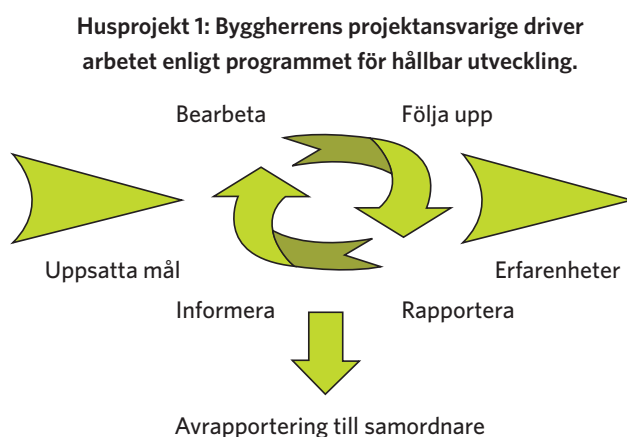 Husprojekt 1: Byggherrens projektansvarige driver
arbetet enligt programmet för hållbar utveckling.
Bearbeta
Följa upp
Uppsatta mål
Erfarenheter
Informera
Rapportera
Avrapportering till samordnare